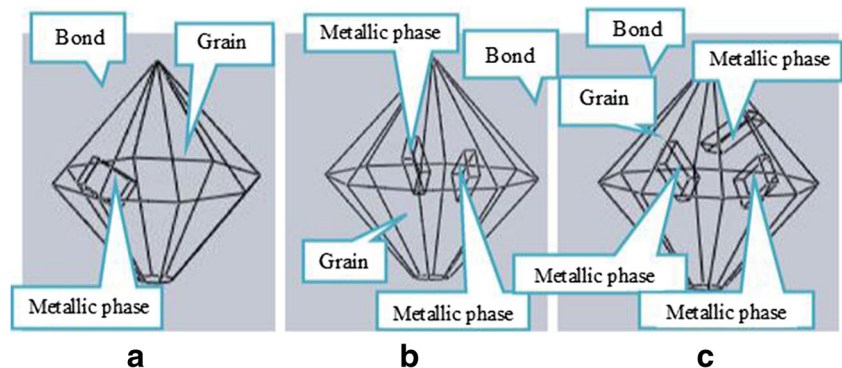 Bond
Grain
Metallic phase
a
Metallic phase
Bond
Grain
Metallic phase
b
Bond
Metallic phase
Grain
Metallic phase
Metallic phase
c